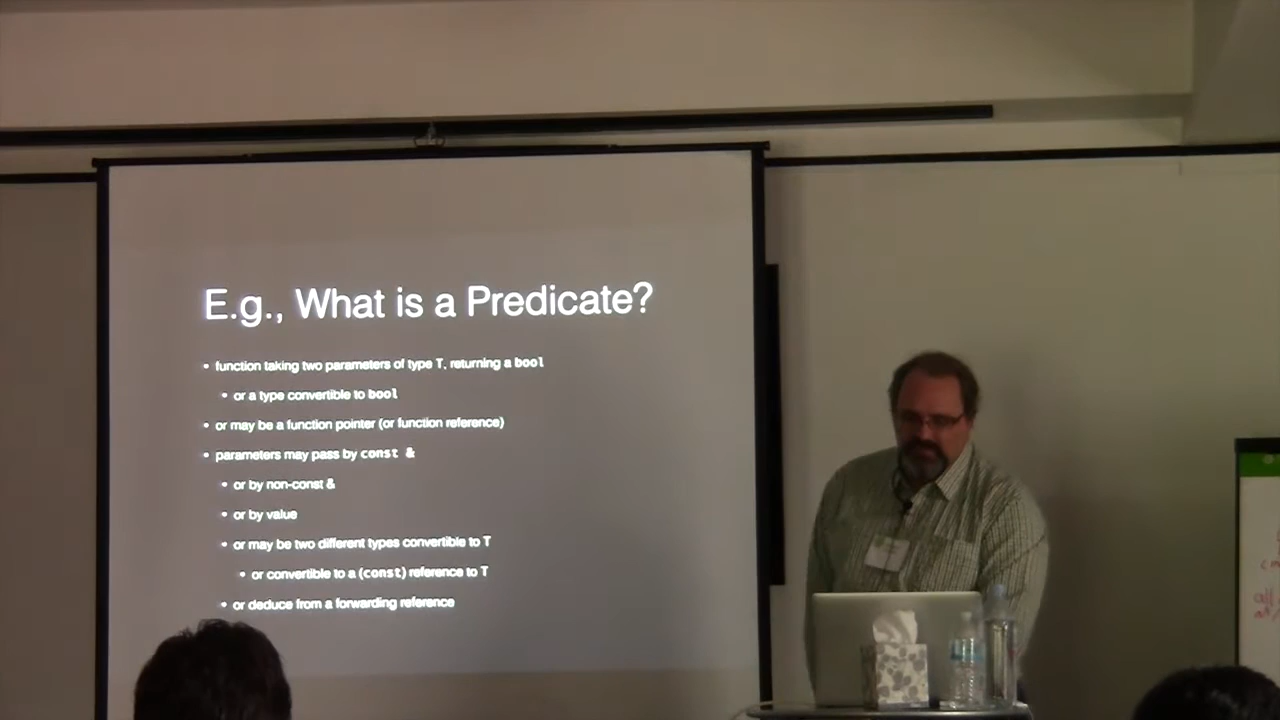 E.g., What is a Predicate?
• function taking two parameters of type T, returning a bool
• or a type convertible to bool
• or may be a function pointer (or function reference)
• parameters may pass by const &
• or by non-const &
• or by value
• or may be two different types convertible to T
• or convertible to a (const) reference to T
• or deduce from a forwarding reference